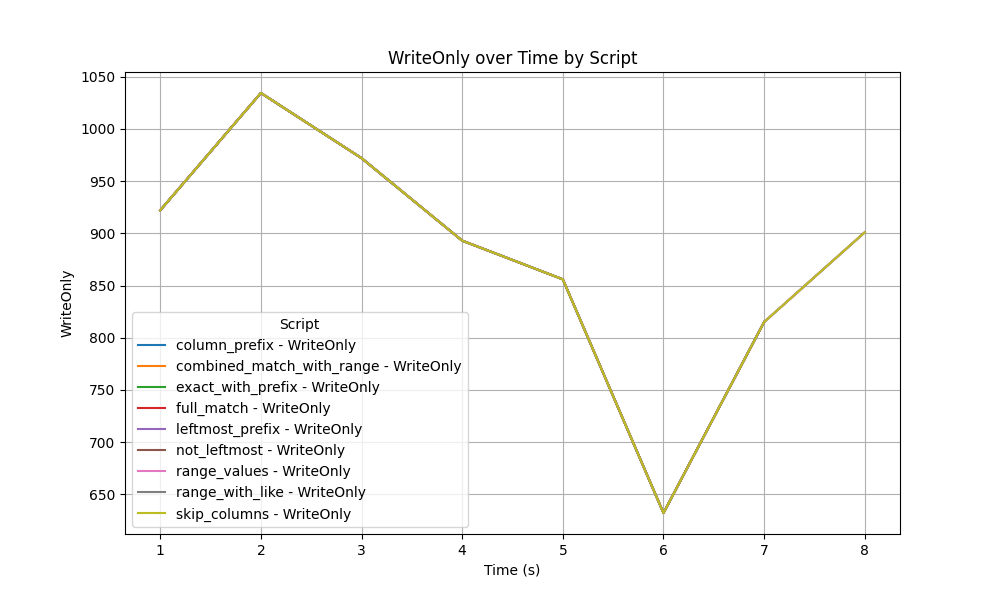 WriteOnly over Time by Script
1050
1000
950
900
850
800
750
700
650
WriteOnly
Script
column_prefix - WriteOnly
combined_match_with_range - WriteOnly
exact_with_prefix - WriteOnly
full_match - WriteOnly
leftmost_prefix - WriteOnly
not_leftmost - WriteOnly
range_values - WriteOnly
range_with_like - WriteOnly
skip_columns - WriteOnly
1 2 3 4 5 6 7 8
Time (s)